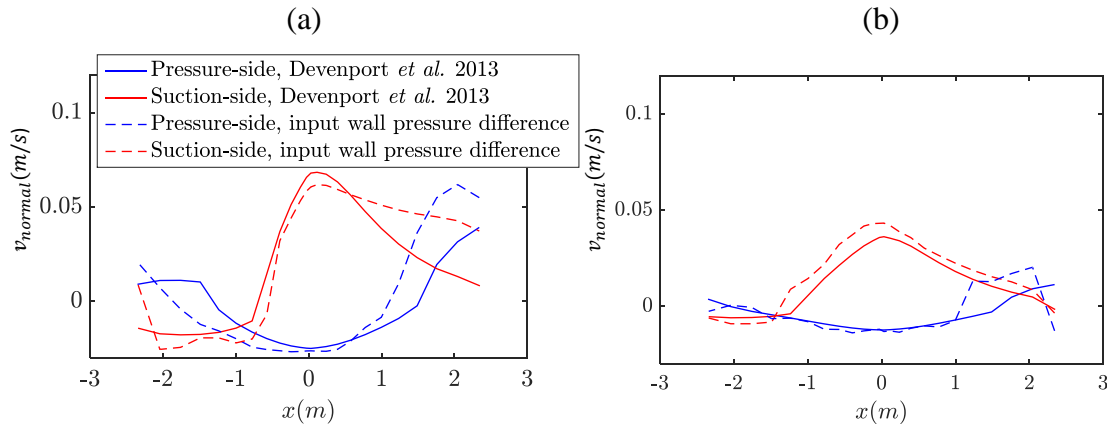 (a)
(b)
Pressure-side, Devenport et al. 2013
Suction-side, Devenport et al. 2013
Pressure-side, input wall pressure difference
Suction-side, input wall pressure difference
v_normal(m/s)
0.1
0.05
0
-3 -2 -1 0 1 2 3
x(m)
v_normal(m/s)
0.1
0.05
0
-3 -2 -1 0 1 2 3
x(m)